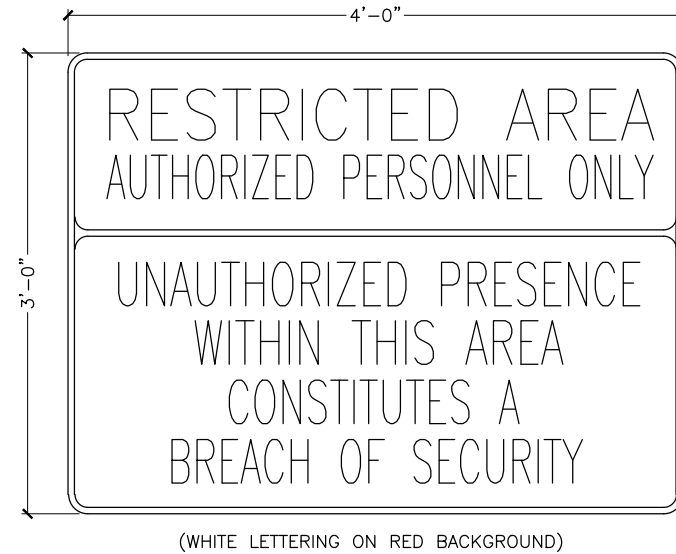 4'-0"
RESTRICTED AREA
AUTHORIZED PERSONNEL ONLY
3'-0"
UNAUTHORIZED PRESENCE
WITHIN THIS AREA
CONSTITUTES A
BREACH OF SECURITY
(WHITE LETTERING ON RED BACKGROUND)